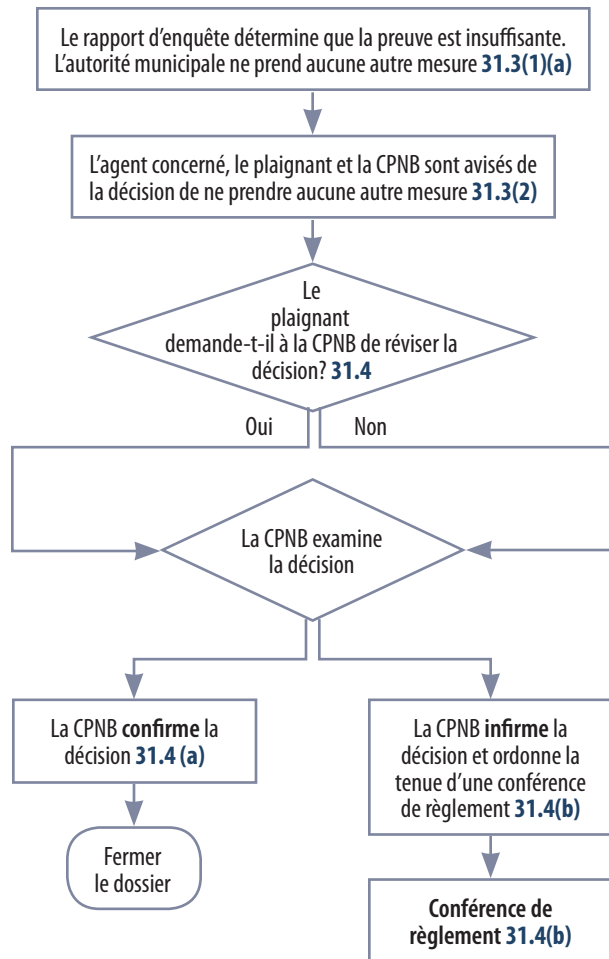 Le rapport d’enquête détermine que la preuve est insuffisante.
L’autorité municipale ne prend aucune autre mesure 31.3(1)(a)
L’agent concerné, le plaignant et la CPNB sont avisés de
la décision de ne prendre aucune autre mesure 31.3(2)
Le
plaignant
demande-t-il à la CPNB de réviser la
décision? 31.4
Oui
Non
La CPNB examine
la décision
La CPNB confirme la
décision 31.4 (a)
Fermer
le dossier
La CPNB infirme la
décision et ordonne la
tenue d’une conférence
de règlement 31.4(b)
Conférence de
règlement 31.4(b)